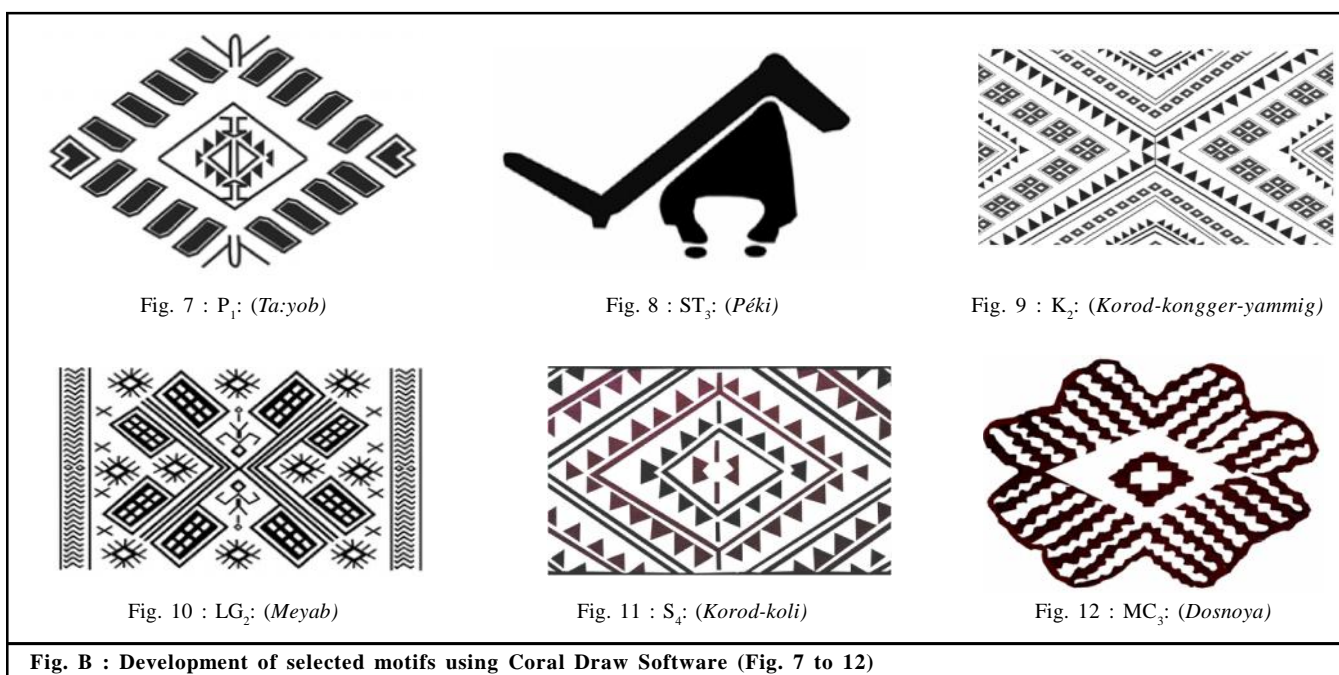 Fig. 7 : P₁: (Ta:yob)
Fig. 8 : ST₃: (Péki)
Fig. 9 : K₂: (Korod-kongger-yammig)
Fig. 10 : LG₂: (Meyab)
Fig. 11 : S₄: (Korod-koli)
Fig. 12 : MC₃: (Dosnoya)
Fig. B : Development of selected motifs using Coral Draw Software (Fig. 7 to 12)